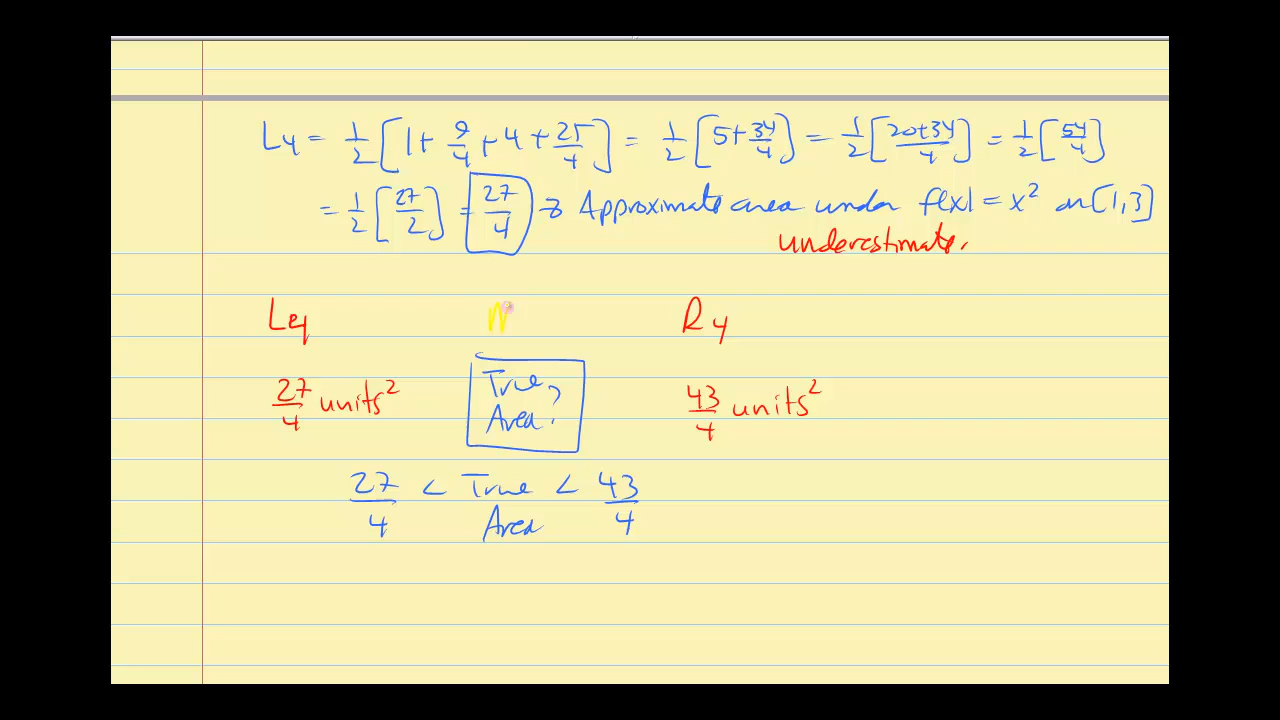 L4 = 1/2 [1 + 9/4 + 4 + 25/4] = 1/2 [5 + 34/4] = 1/2 [20+34/4] = 1/2 [54/4]
= 1/2 [27/2] = 27/4 → Approximate area under f(x) = x² on [1,3]
underestimate.
L4 M R4
27/4 units² True Area? 43/4 units²
27/4 < True Area < 43/4